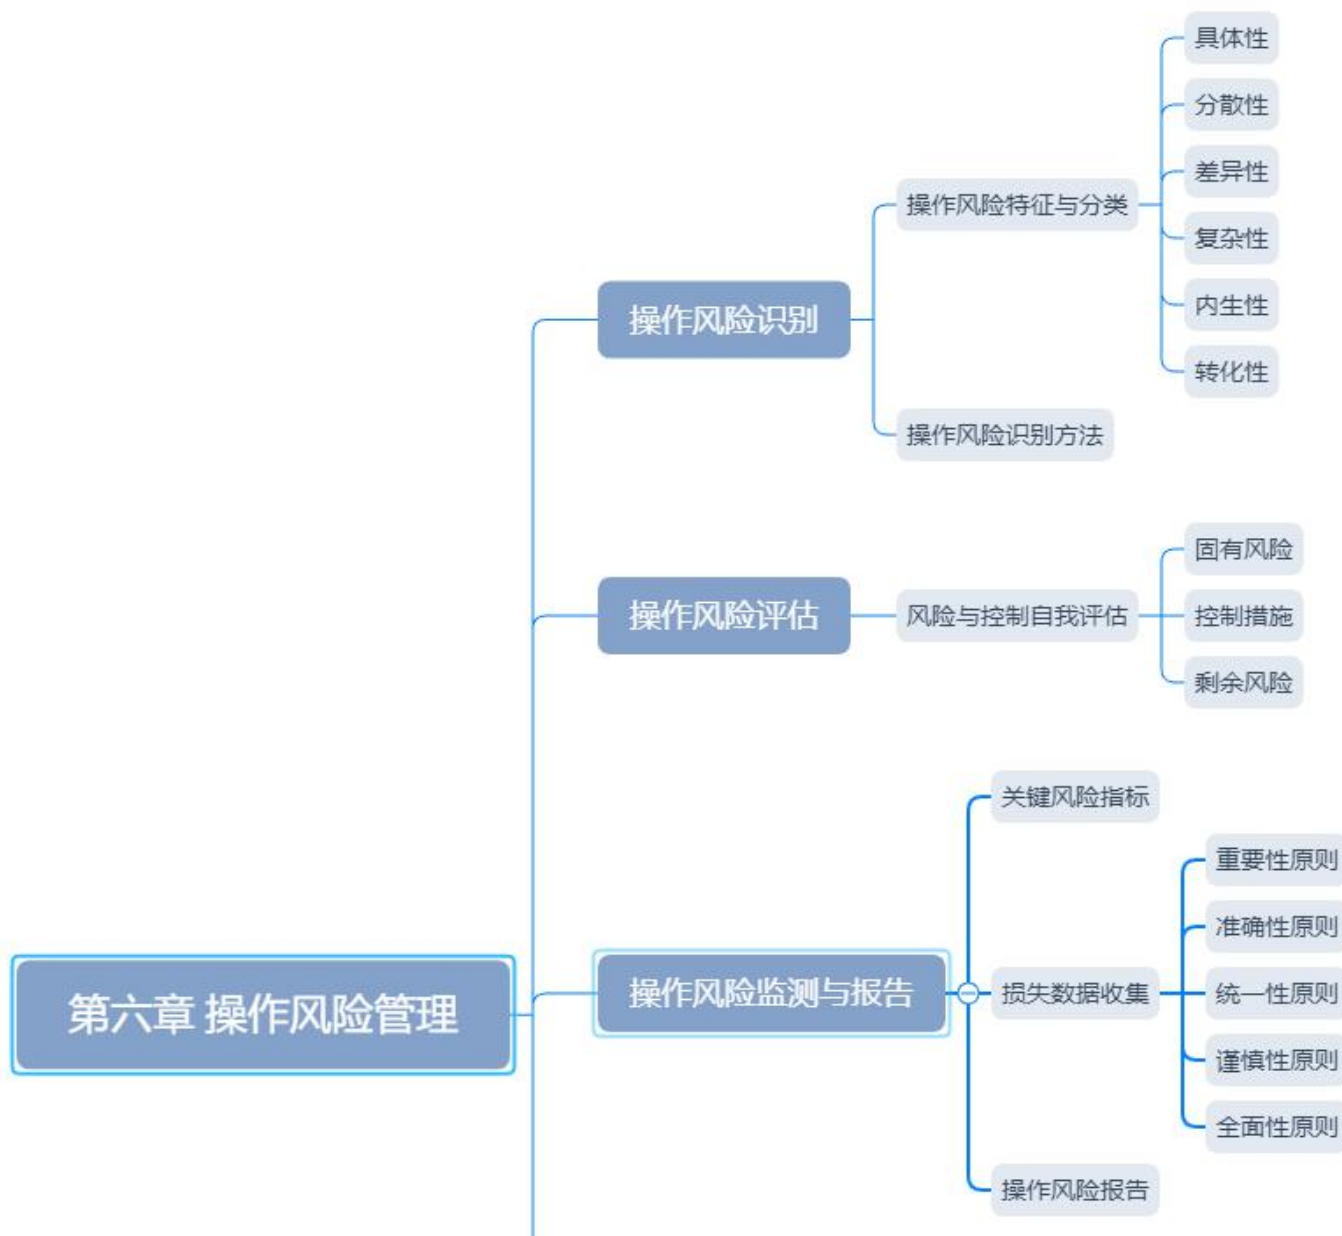 第六章 操作风险管理
操作风险识别
操作风险特征与分类
具体性
分散性
差异性
复杂性
内生性
转化性
操作风险识别方法
操作风险评估
风险与控制自我评估
固有风险
控制措施
剩余风险
操作风险监测与报告
关键风险指标
损失数据收集
重要性原则
准确性原则
统一性原则
谨慎性原则
全面性原则
操作风险报告